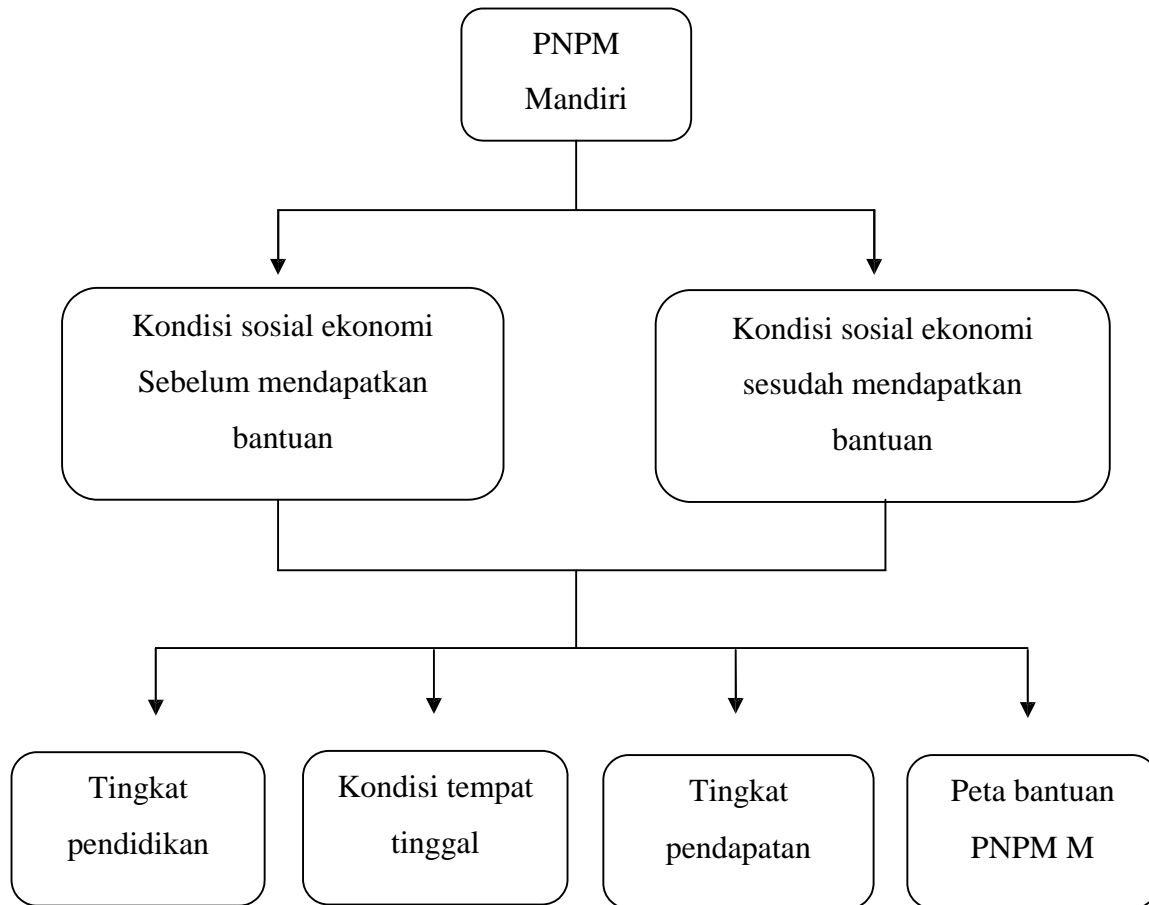 PNPM
Mandiri
Kondisi sosial ekonomi
Sebelum mendapatkan
bantuan
Kondisi sosial ekonomi
sesudah mendapatkan
bantuan
Tingkat
pendidikan
Kondisi tempat
tinggal
Tingkat
pendapatan
Peta bantuan
PNPM M